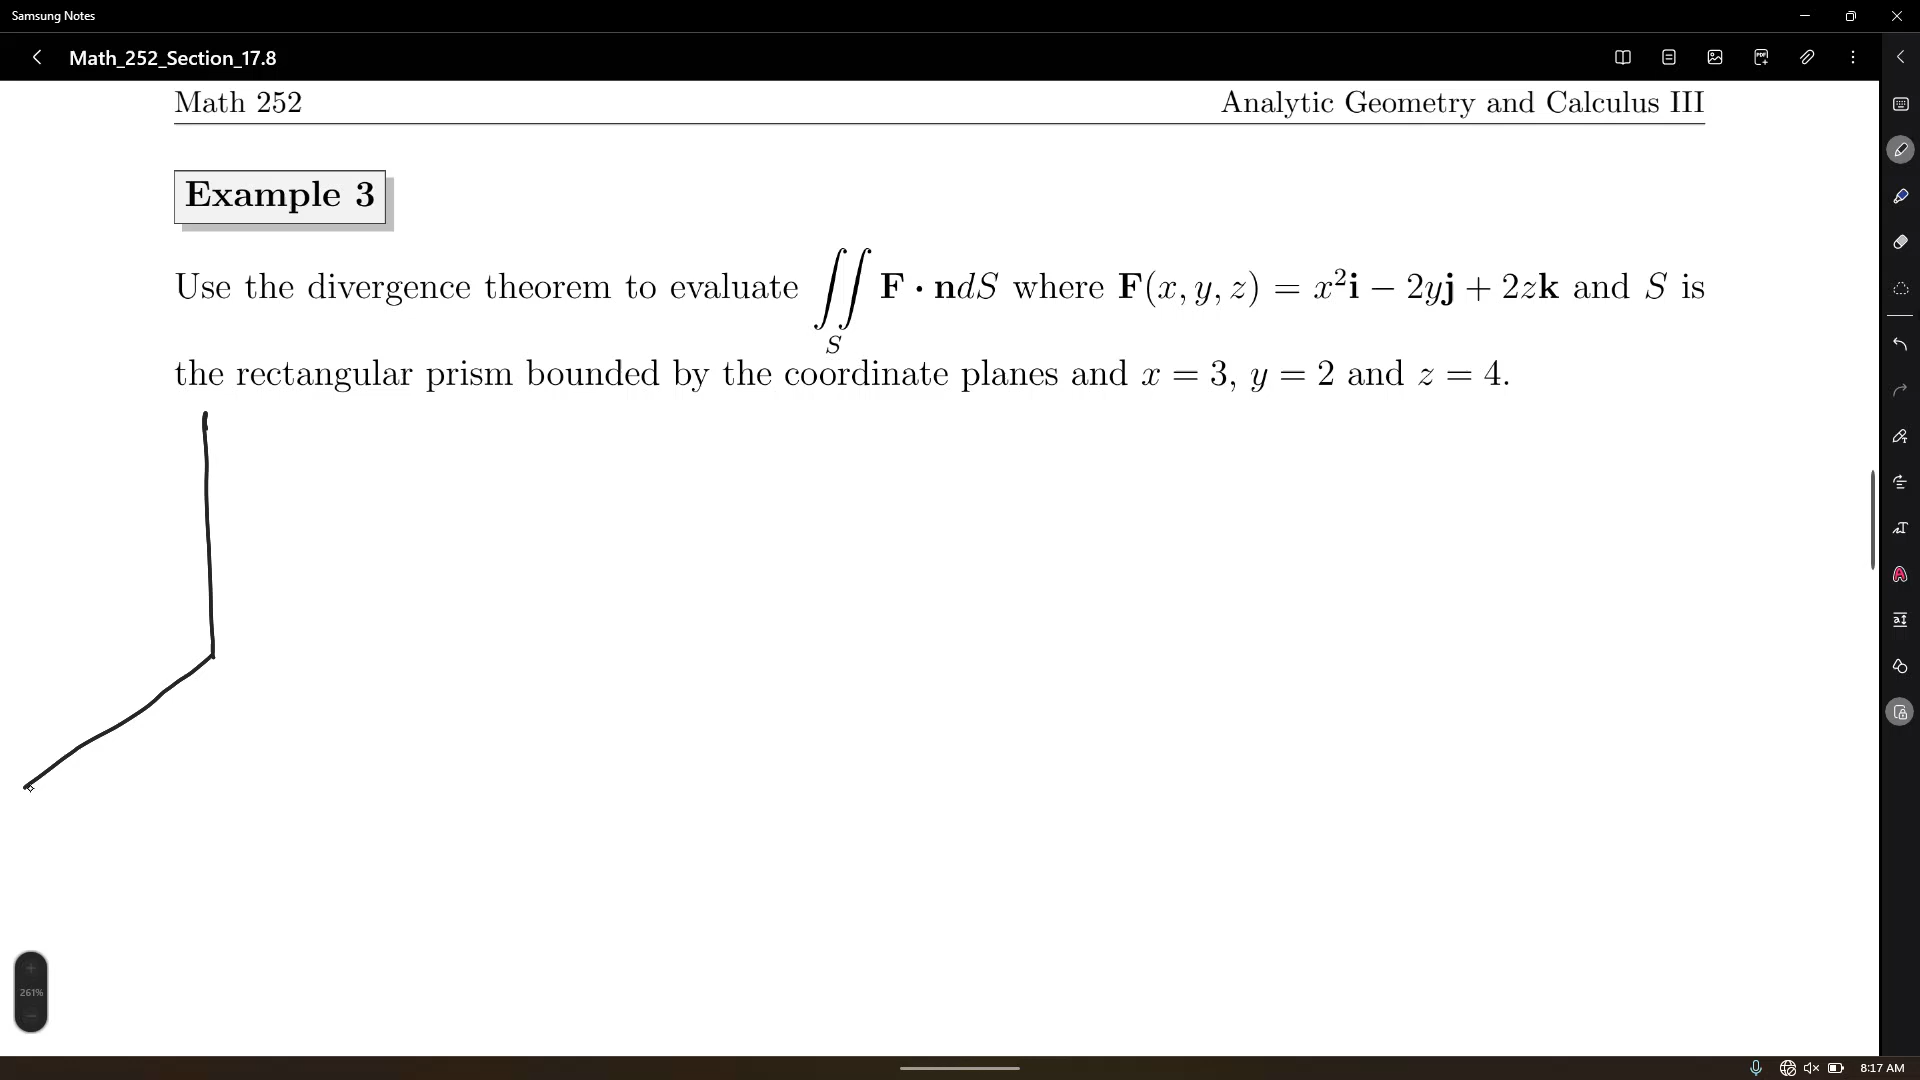 Samsung Notes
Math_252_Section_17.8
Math 252 Analytic Geometry and Calculus III
Example 3
Use the divergence theorem to evaluate ∬_S F · n dS where F(x, y, z) = x²i − 2yj + 2zk and S is
the rectangular prism bounded by the coordinate planes and x = 3, y = 2 and z = 4.
261%
8:17 AM